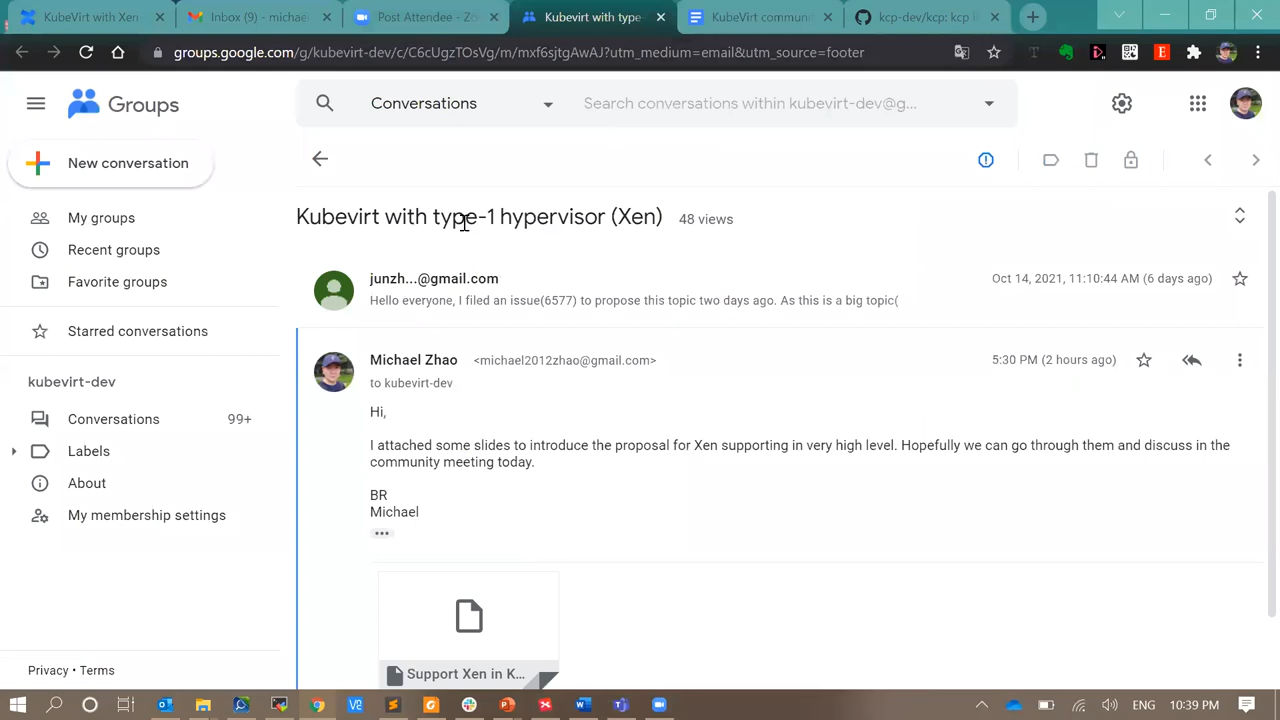 KubeVirt with Xen
Inbox (9) - michae
Post Attendee - Zo
Kubevirt with type-
KubeVirt commun
kcp-dev/kcp: kcp i
groups.google.com/g/kubevirt-dev/c/C6cUgzTOsVg/m/mxf6sjtgAwAJ?utm_medium=email&utm_source=footer
Groups
Conversations
Search conversations within kubevirt-dev@g...
New conversation
My groups
Recent groups
Favorite groups
Starred conversations
kubevirt-dev
Conversations 99+
Labels
About
My membership settings
Privacy • Terms
Kubevirt with type-1 hypervisor (Xen) 48 views
junzh...@gmail.com
Oct 14, 2021, 11:10:44 AM (6 days ago)
Hello everyone, I filed an issue(6577) to propose this topic two days ago. As this is a big topic(
Michael Zhao <michael2012zhao@gmail.com>
5:30 PM (2 hours ago)
to kubevirt-dev
Hi,
I attached some slides to introduce the proposal for Xen supporting in very high level. Hopefully we can go through them and discuss in the
community meeting today.
BR
Michael
Support Xen in K...
ENG 10:39 PM